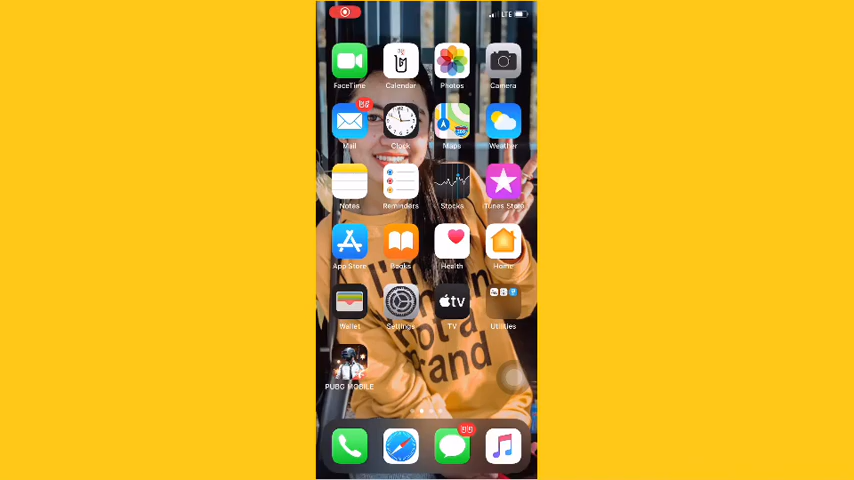 LTE
FaceTime Calendar Photos Camera
Mail Clock Maps Weather
Notes Reminders Stocks iTunes Store
App Store Books Health Home
tv
Wallet Settings TV Utilities
PUBG MOBILE
not a